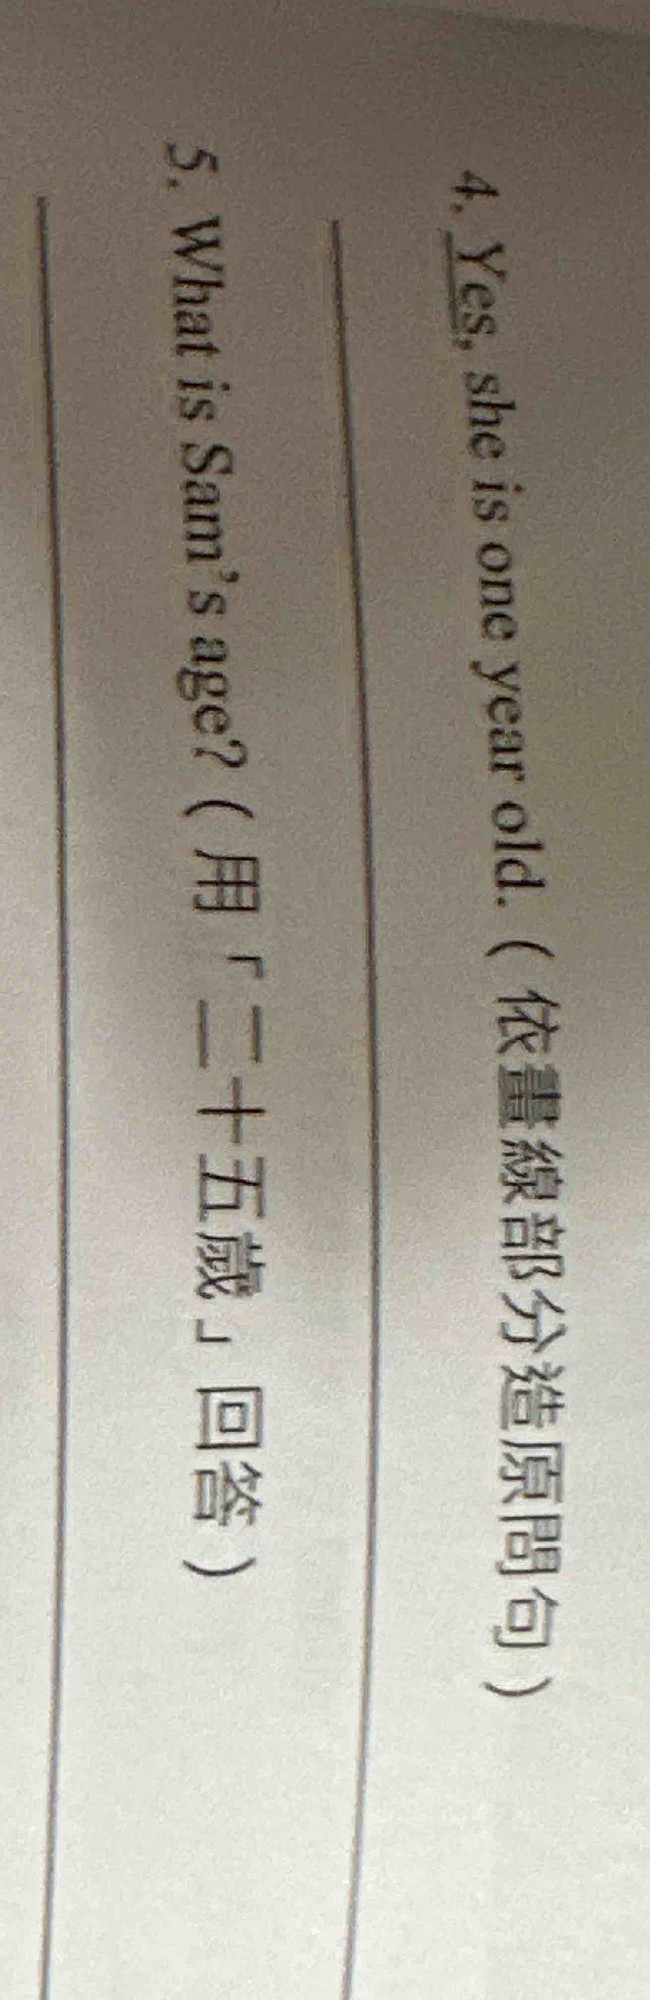 4. Yes, she is one year old.（依畫線部分造原問句）
5. What is Sam's age?（用「二十五歲」回答）